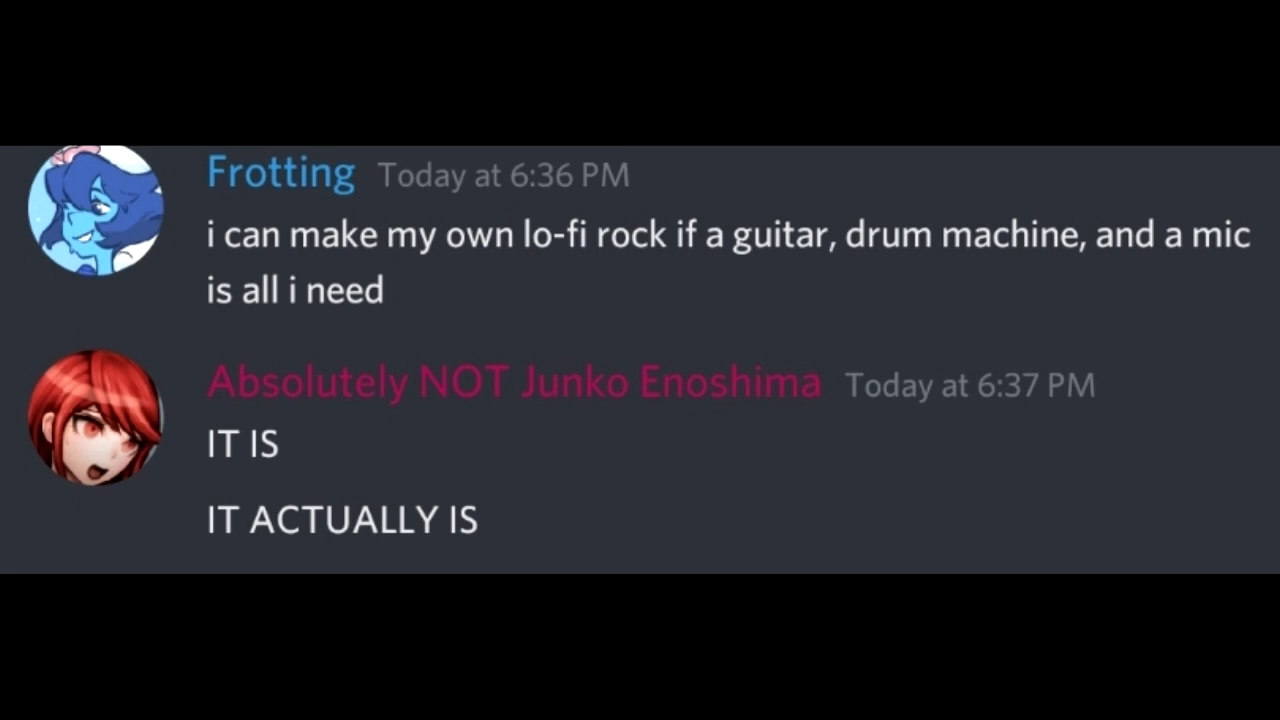 Frotting Today at 6:36 PM
i can make my own lo-fi rock if a guitar, drum machine, and a mic
is all i need
Absolutely NOT Junko Enoshima Today at 6:37 PM
IT IS
IT ACTUALLY IS